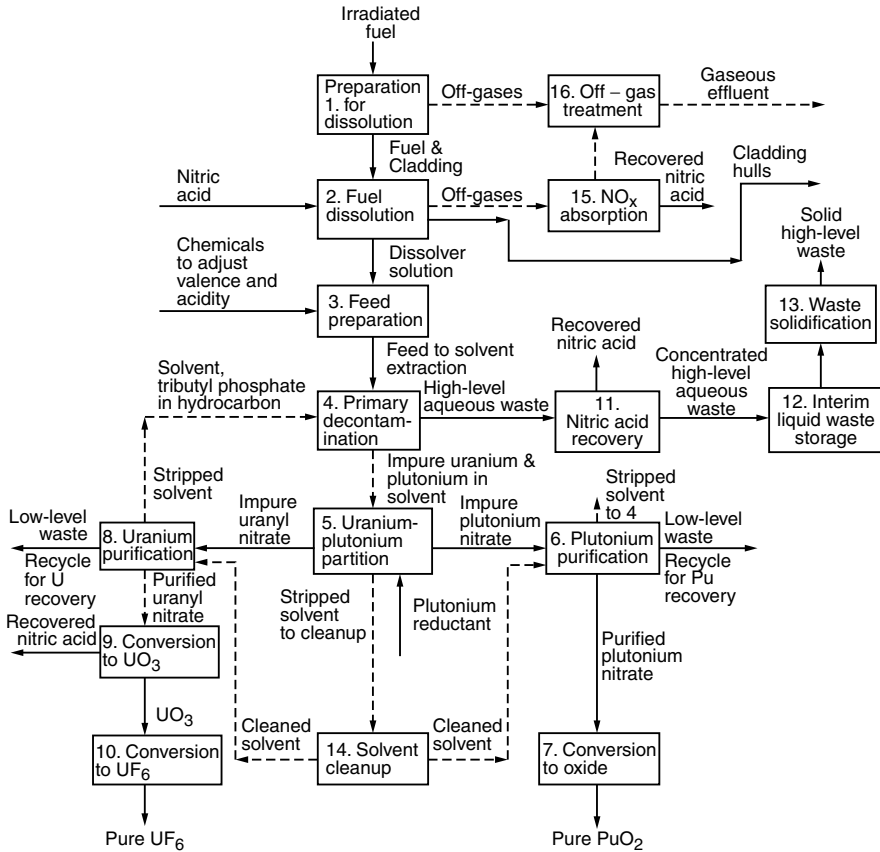 Irradiated
fuel
Preparation
1. for
dissolution
Off-gases
16. Off – gas
treatment
Gaseous
effluent
Fuel &
Cladding
Nitric
acid
2. Fuel
dissolution
Off-gases
15. NOx
absorption
Recovered
nitric
acid
Cladding
hulls
Solid
high-level
waste
Chemicals
to adjust
valence and
acidity
Dissolver
solution
3. Feed
preparation
13. Waste
solidification
Recovered
nitric acid
Feed to solvent
extraction
Solvent,
tributyl phosphate
in hydrocarbon
4. Primary
decontam-
ination
High-level
aqueous waste
11.
Nitric acid
recovery
Concentrated
high-level
aqueous
waste
12. Interim
liquid waste
storage
Stripped
solvent
Impure uranium &
plutonium in
solvent
Stripped
solvent
to 4
Low-level
waste
8. Uranium
purification
Impure
uranyl
nitrate
5. Uranium-
plutonium
partition
Impure
plutonium
nitrate
6. Plutonium
purification
Low-level
waste
Recycle
for Pu
recovery
Recycle
for U
recovery
Purified
uranyl
nitrate
Stripped
solvent
to cleanup
Plutonium
reductant
Recovered
nitric acid
9. Conversion
to UO3
Purified
plutonium
nitrate
UO3
Cleaned
solvent
Cleaned
solvent
10. Conversion
to UF6
14. Solvent
cleanup
7. Conversion
to oxide
Pure UF6
Pure PuO2